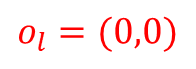 o_l = (0,0)